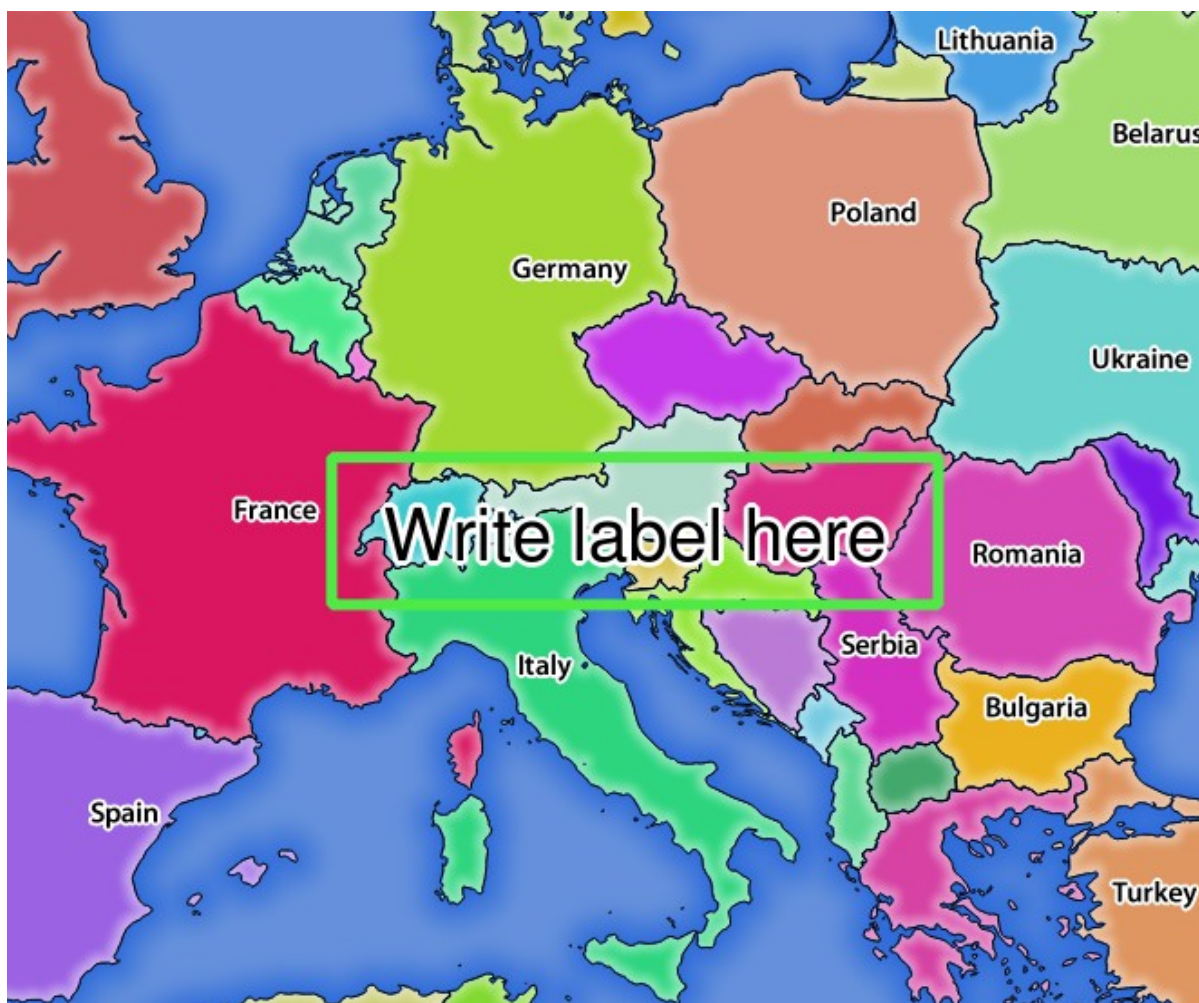 Lithuania
Belarus
Poland
Germany
Ukraine
France
Write label here
Romania
Serbia
Italy
Bulgaria
Spain
Turkey